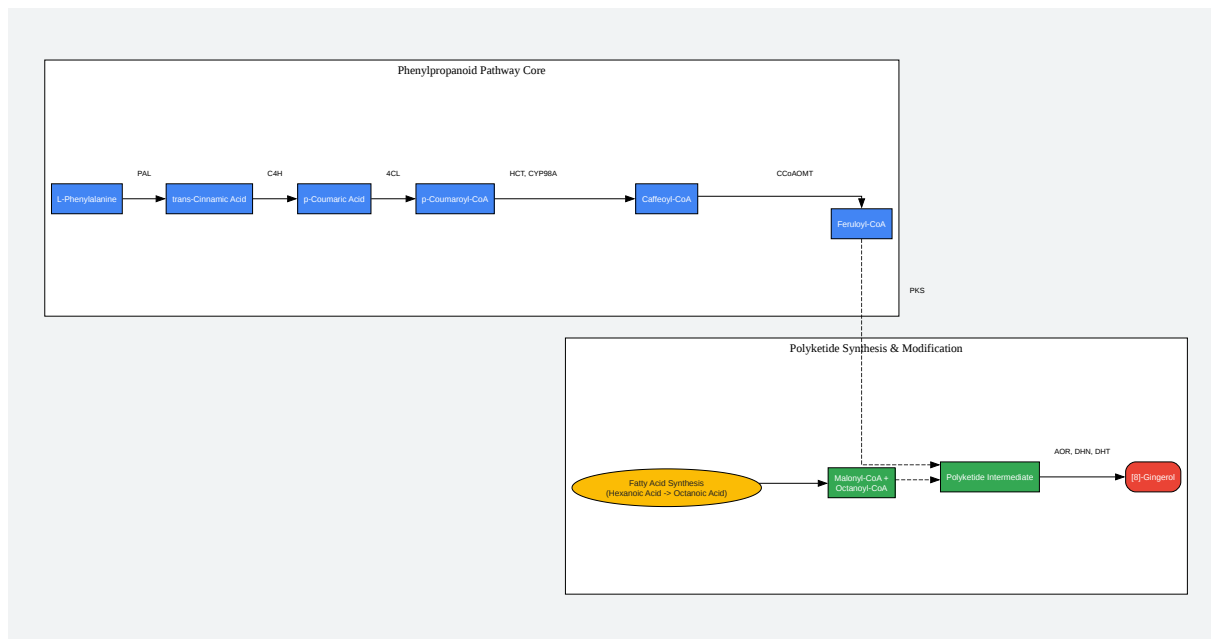 Phenylpropanoid Pathway Core
PAL
C4H
4CL
HCT, CYP98A
CCoAOMT
L-Phenylalanine
trans-Cinnamic Acid
p-Coumaric Acid
p-Coumaroyl-CoA
Caffeoyl-CoA
Feruloyl-CoA
PKS
Polyketide Synthesis & Modification
AOR, DHN, DHT
Fatty Acid Synthesis
(Hexanoic Acid -> Octanoic Acid)
Malonyl-CoA +
Octanoyl-CoA
Polyketide Intermediate
[8]-Gingerol